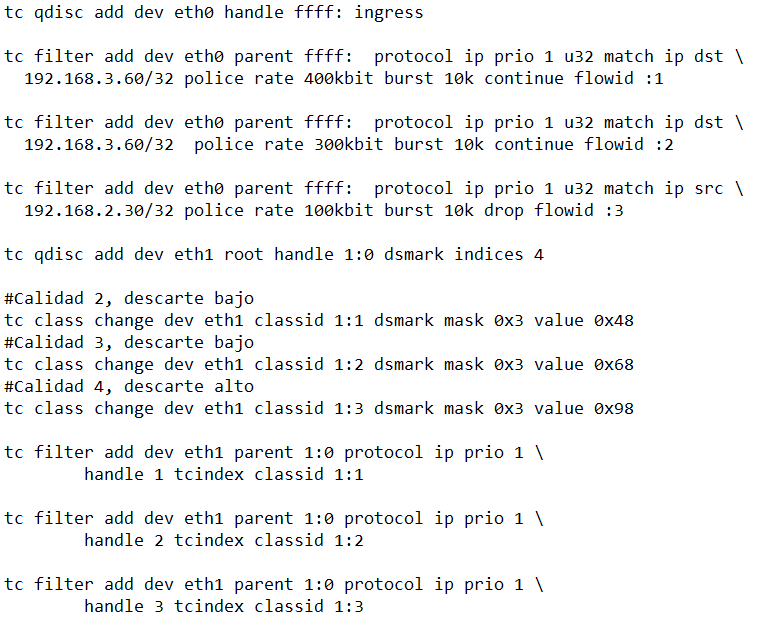 tc qdisc add dev eth0 handle ffff: ingress
tc filter add dev eth0 parent ffff:  protocol ip prio 1 u32 match ip dst \
  192.168.3.60/32 police rate 400kbit burst 10k continue flowid :1
tc filter add dev eth0 parent ffff:  protocol ip prio 1 u32 match ip dst \
  192.168.3.60/32  police rate 300kbit burst 10k continue flowid :2
tc filter add dev eth0 parent ffff:  protocol ip prio 1 u32 match ip src \
  192.168.2.30/32 police rate 100kbit burst 10k drop flowid :3
tc qdisc add dev eth1 root handle 1:0 dsmark indices 4
#Calidad 2, descarte bajo
tc class change dev eth1 classid 1:1 dsmark mask 0x3 value 0x48
#Calidad 3, descarte bajo
tc class change dev eth1 classid 1:2 dsmark mask 0x3 value 0x68
#Calidad 4, descarte alto
tc class change dev eth1 classid 1:3 dsmark mask 0x3 value 0x98
tc filter add dev eth1 parent 1:0 protocol ip prio 1 \
        handle 1 tcindex classid 1:1
tc filter add dev eth1 parent 1:0 protocol ip prio 1 \
        handle 2 tcindex classid 1:2
tc filter add dev eth1 parent 1:0 protocol ip prio 1 \
        handle 3 tcindex classid 1:3